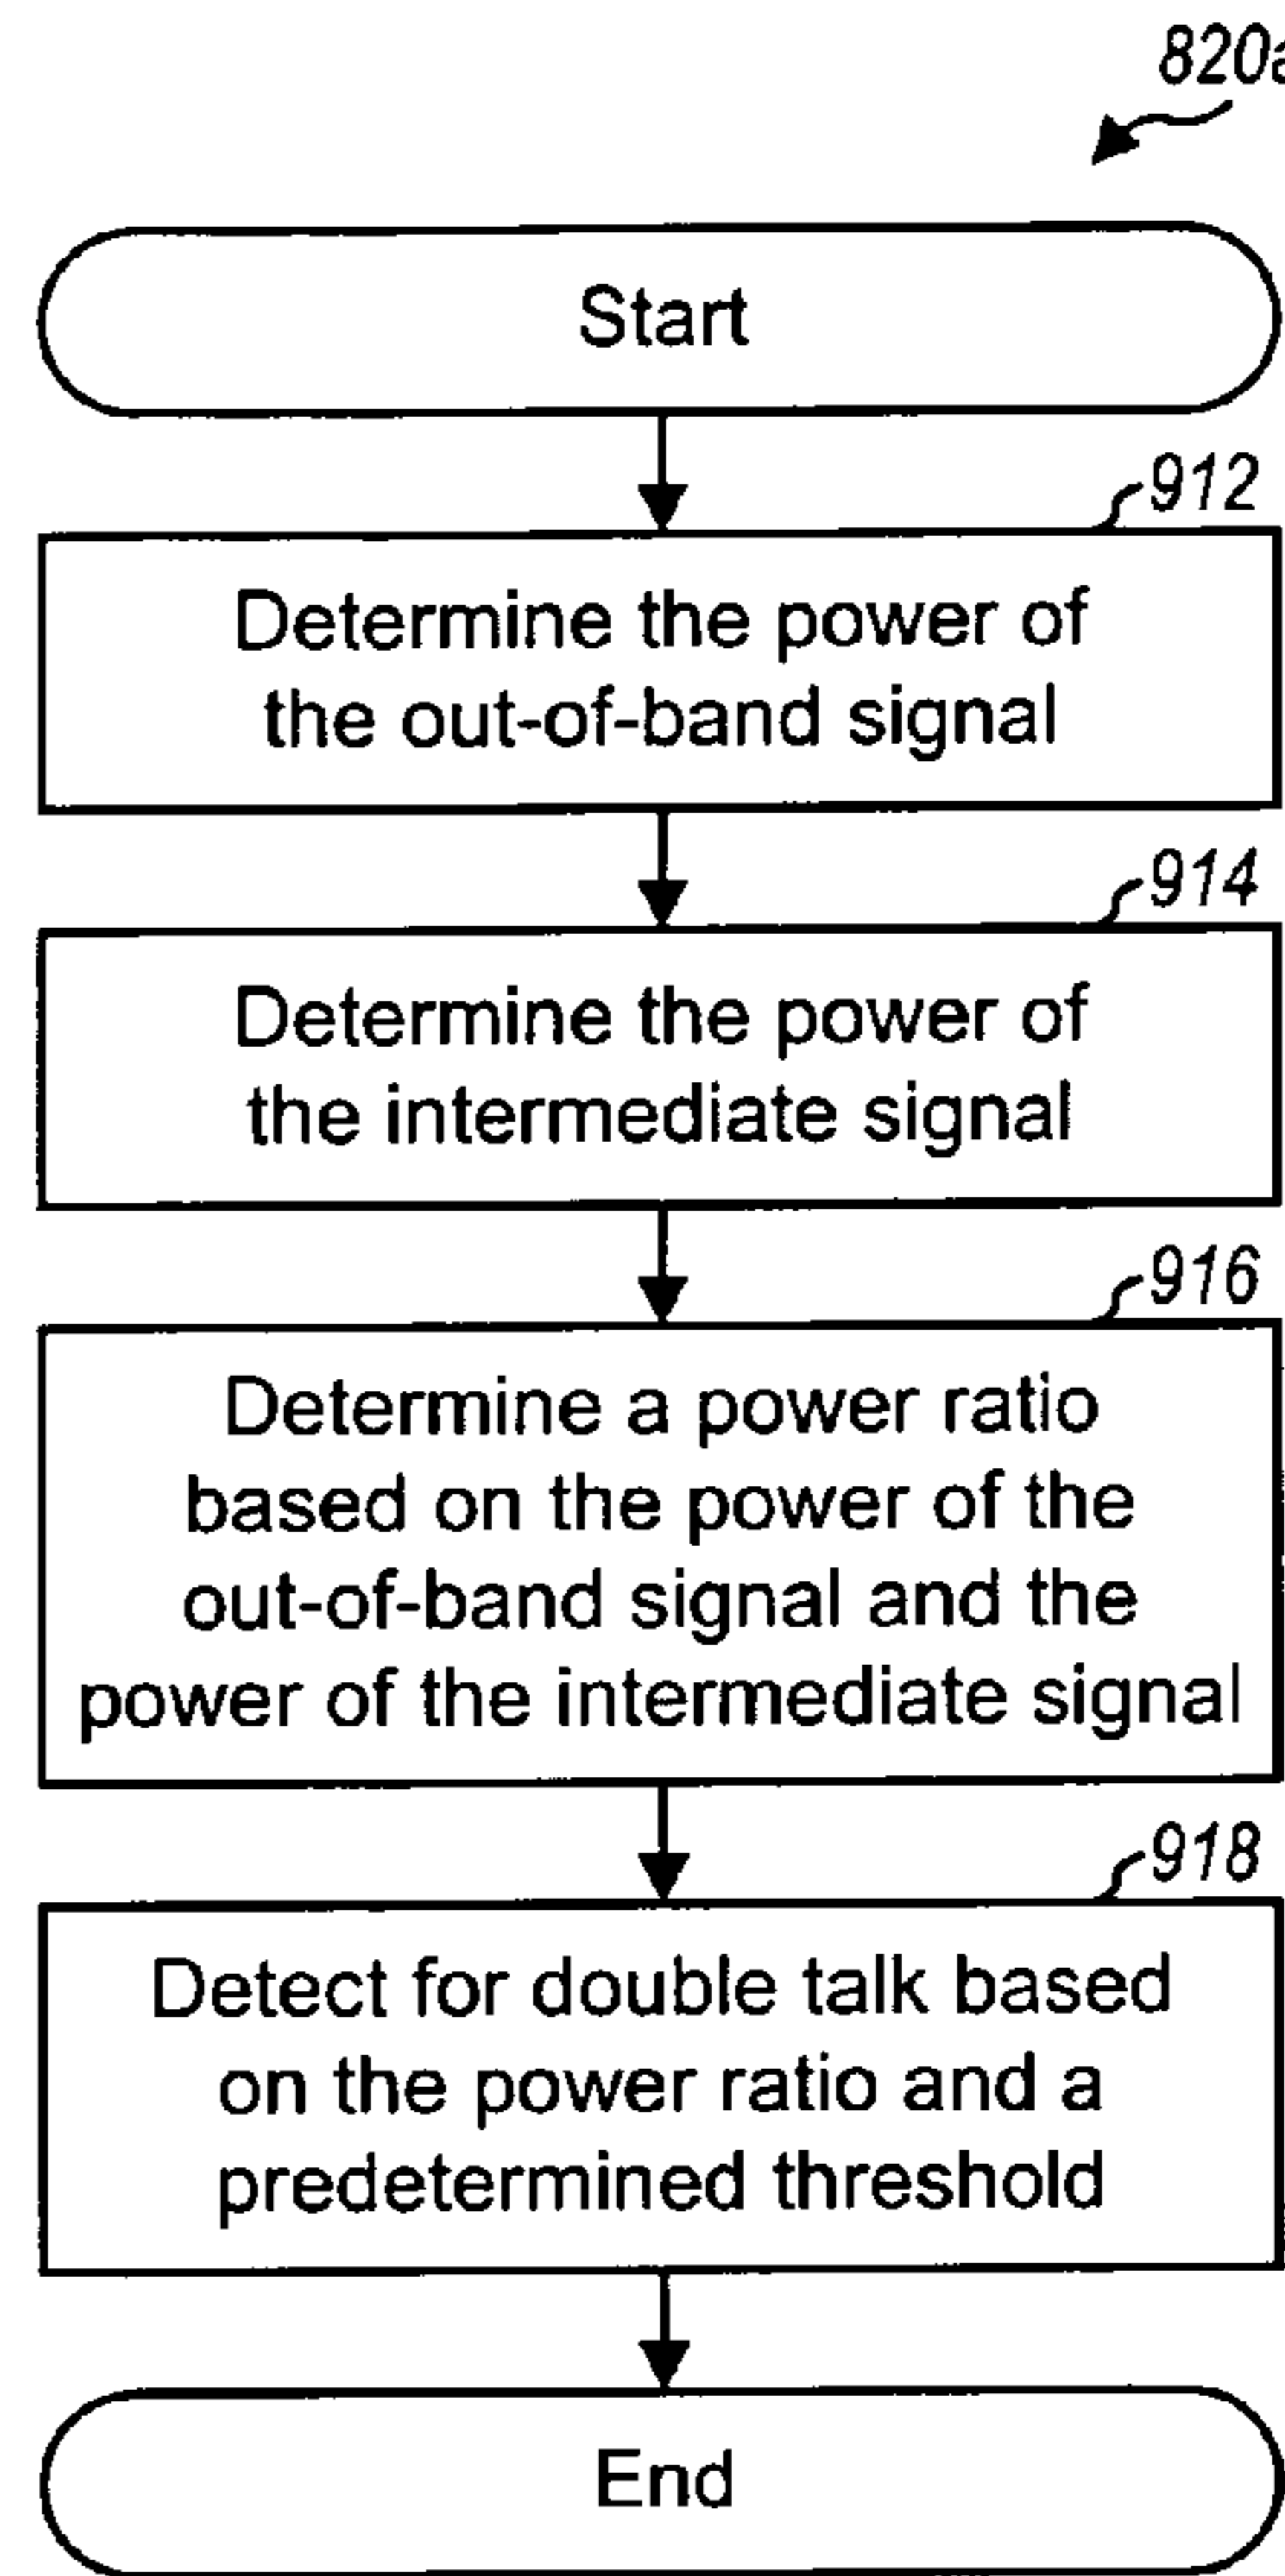 820a
Start
912
Determine the power of
the out-of-band signal
914
Determine the power of
the intermediate signal
916
Determine a power ratio
based on the power of the
out-of-band signal and the
power of the intermediate signal
918
Detect for double talk based
on the power ratio and a
predetermined threshold
End